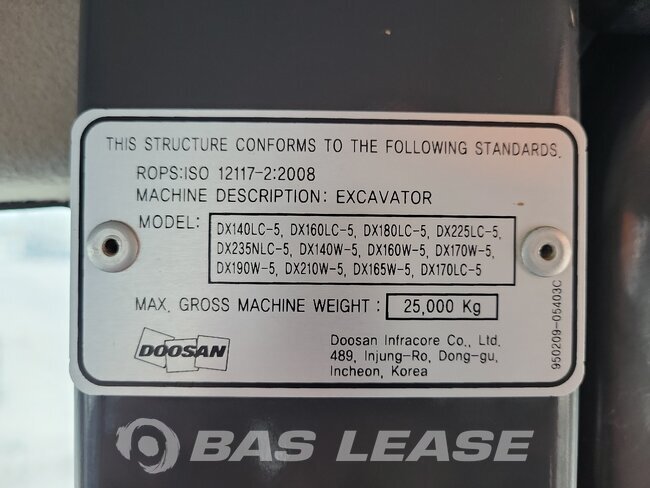 THIS STRUCTURE CONFORMS TO THE FOLLOWING STANDARDS.
ROPS:ISO 12117-2:2008
MACHINE DESCRIPTION: EXCAVATOR
MODEL:
DX140LC-5, DX160LC-5, DX180LC-5, DX225LC-5,
DX235NLC-5, DX140W-5, DX160W-5, DX170W-5,
DX190W-5, DX210W-5, DX165W-5, DX170LC-5
MAX. GROSS MACHINE WEIGHT : 25,000 Kg
DOOSAN
Doosan Infracore Co., Ltd.
489, Injung-Ro, Dong-gu,
Incheon, Korea
950209-05403C
BAS LEASE